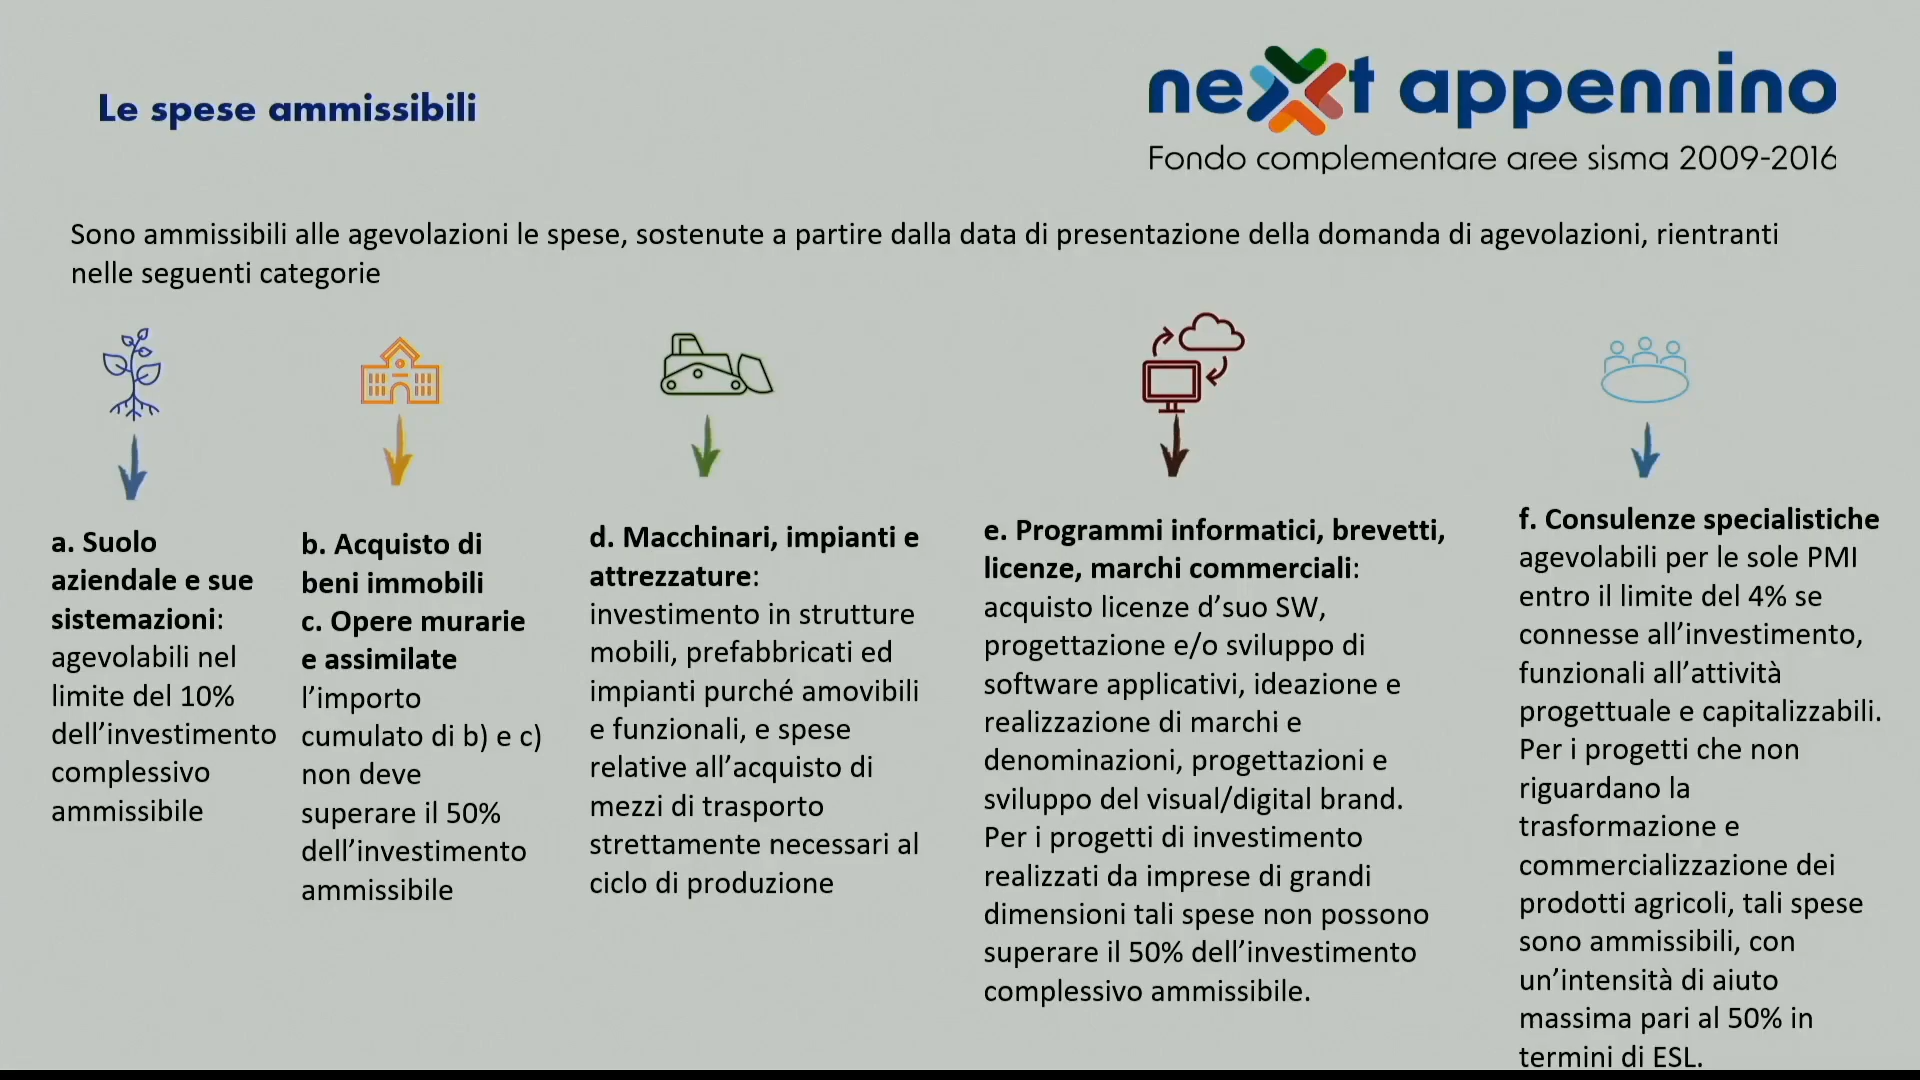 Le spese ammissibili
next appennino
Fondo complementare aree sisma 2009-2016
Sono ammissibili alle agevolazioni le spese, sostenute a partire dalla data di presentazione della domanda di agevolazioni, rientranti
nelle seguenti categorie
a. Suolo
aziendale e sue
sistemazioni:
agevolabili nel
limite del 10%
dell’investimento
complessivo
ammissibile
b. Acquisto di
beni immobili
c. Opere murarie
e assimilate
l’importo
cumulato di b) e c)
non deve
superare il 50%
dell’investimento
ammissibile
d. Macchinari, impianti e
attrezzature:
investimento in strutture
mobili, prefabbricati ed
impianti purché amovibili
e funzionali, e spese
relative all’acquisto di
mezzi di trasporto
strettamente necessari al
ciclo di produzione
e. Programmi informatici, brevetti,
licenze, marchi commerciali:
acquisto licenze d’suo SW,
progettazione e/o sviluppo di
software applicativi, ideazione e
realizzazione di marchi e
denominazioni, progettazioni e
sviluppo del visual/digital brand.
Per i progetti di investimento
realizzati da imprese di grandi
dimensioni tali spese non possono
superare il 50% dell’investimento
complessivo ammissibile.
f. Consulenze specialistiche
agevolabili per le sole PMI
entro il limite del 4% se
connesse all’investimento,
funzionali all’attività
progettuale e capitalizzabili.
Per i progetti che non
riguardano la
trasformazione e
commercializzazione dei
prodotti agricoli, tali spese
sono ammissibili, con
un’intensità di aiuto
massima pari al 50% in
termini di ESL.